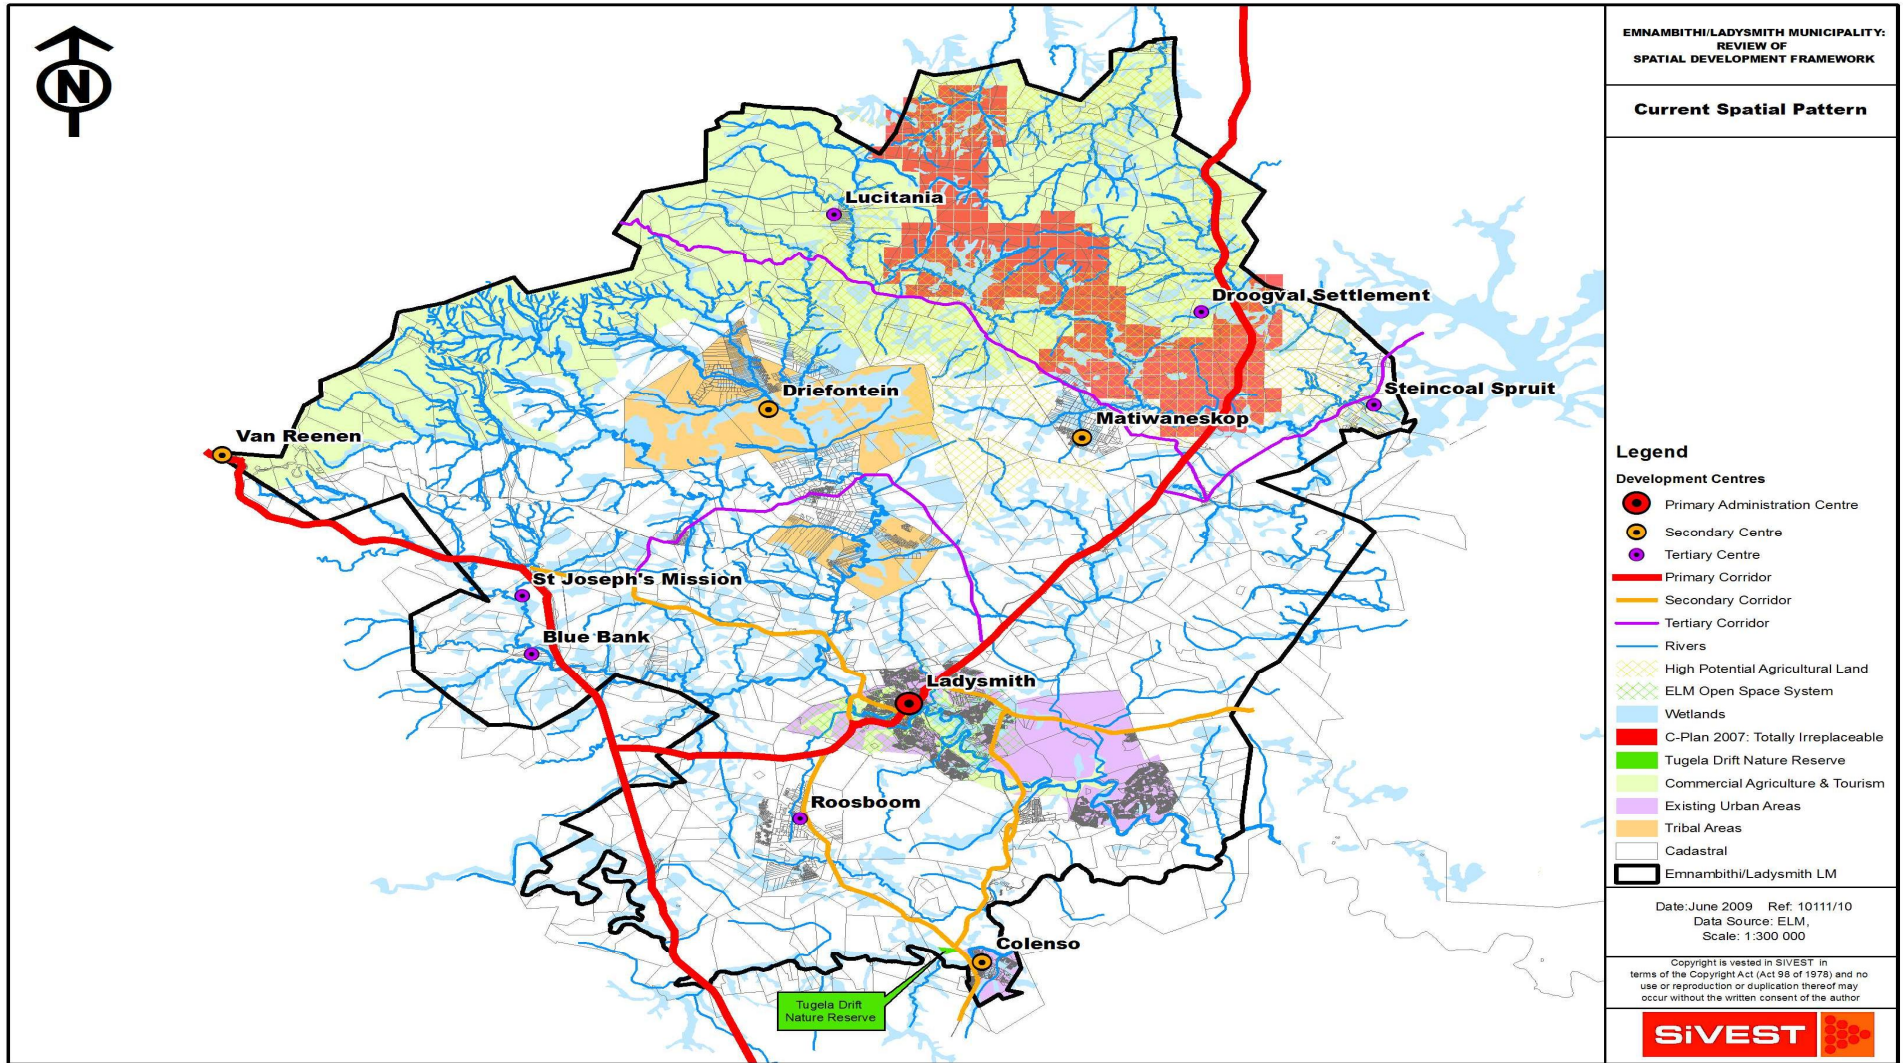 N
EMNAMBITHI/LADYSMITH MUNICIPALITY:
REVIEW OF
SPATIAL DEVELOPMENT FRAMEWORK
Current Spatial Pattern
Lucitania
Droogval Settlement
Driefontein
Steincoal Spruit
Matiwaneskop
Van Reenen
St Joseph's Mission
Blue Bank
Ladysmith
Roosboom
Colenso
Tugela Drift
Nature Reserve
Legend
Development Centres
Primary Administration Centre
Secondary Centre
Tertiary Centre
Primary Corridor
Secondary Corridor
Tertiary Corridor
Rivers
High Potential Agricultural Land
ELM Open Space System
Wetlands
C-Plan 2007: Totally Irreplaceable
Tugela Drift Nature Reserve
Commercial Agriculture & Tourism
Existing Urban Areas
Tribal Areas
Cadastral
Emnambithi/Ladysmith LM
Date:June 2009 Ref: 10111/10
Data Source: ELM,
Scale: 1:300 000
Copyright is vested in SIVEST in
terms of the Copyright Act (Act 98 of 1978) and no
use or reproduction or duplication thereof may
occur without the written consent of the author
SiVEST